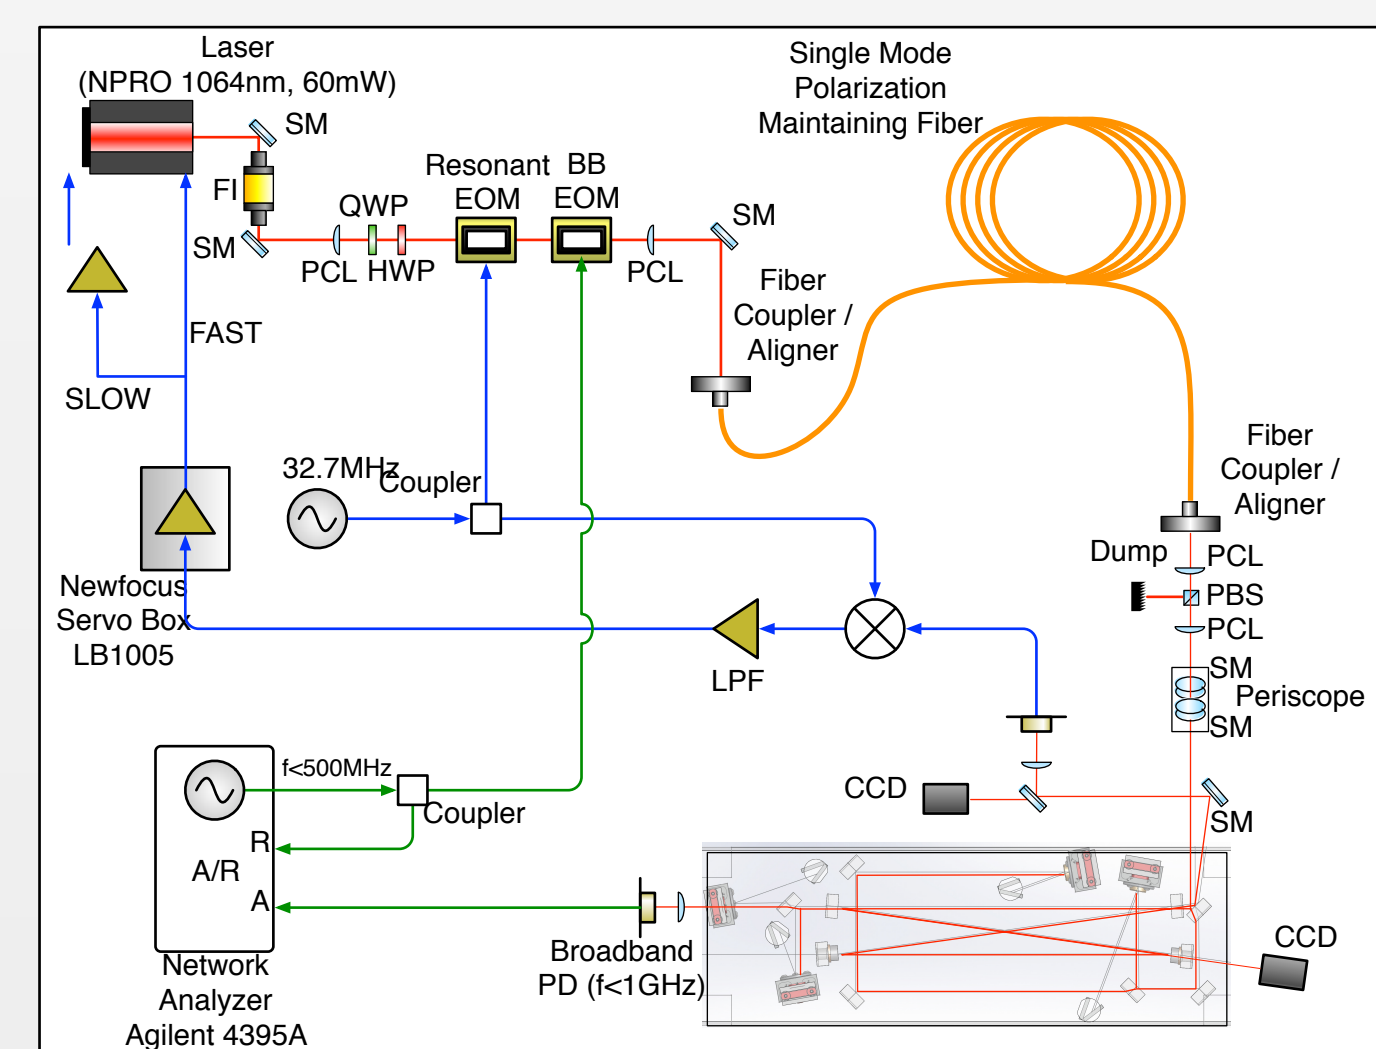 Laser
(NPRO 1064nm, 60mW)
SM
FI
SM
QWP
PCL
HWP
Resonant
EOM
BB
EOM
PCL
SM
Single Mode
Polarization
Maintaining Fiber
Fiber
Coupler /
Aligner
FAST
SLOW
32.7MHz
Coupler
Newfocus
Servo Box
LB1005
LPF
Fiber
Coupler /
Aligner
Dump
PCL
PBS
PCL
SM
Periscope
SM
CCD
SM
f<500MHz
Coupler
R
A/R
A
Network
Analyzer
Agilent 4395A
Broadband
PD (f<1GHz)
CCD